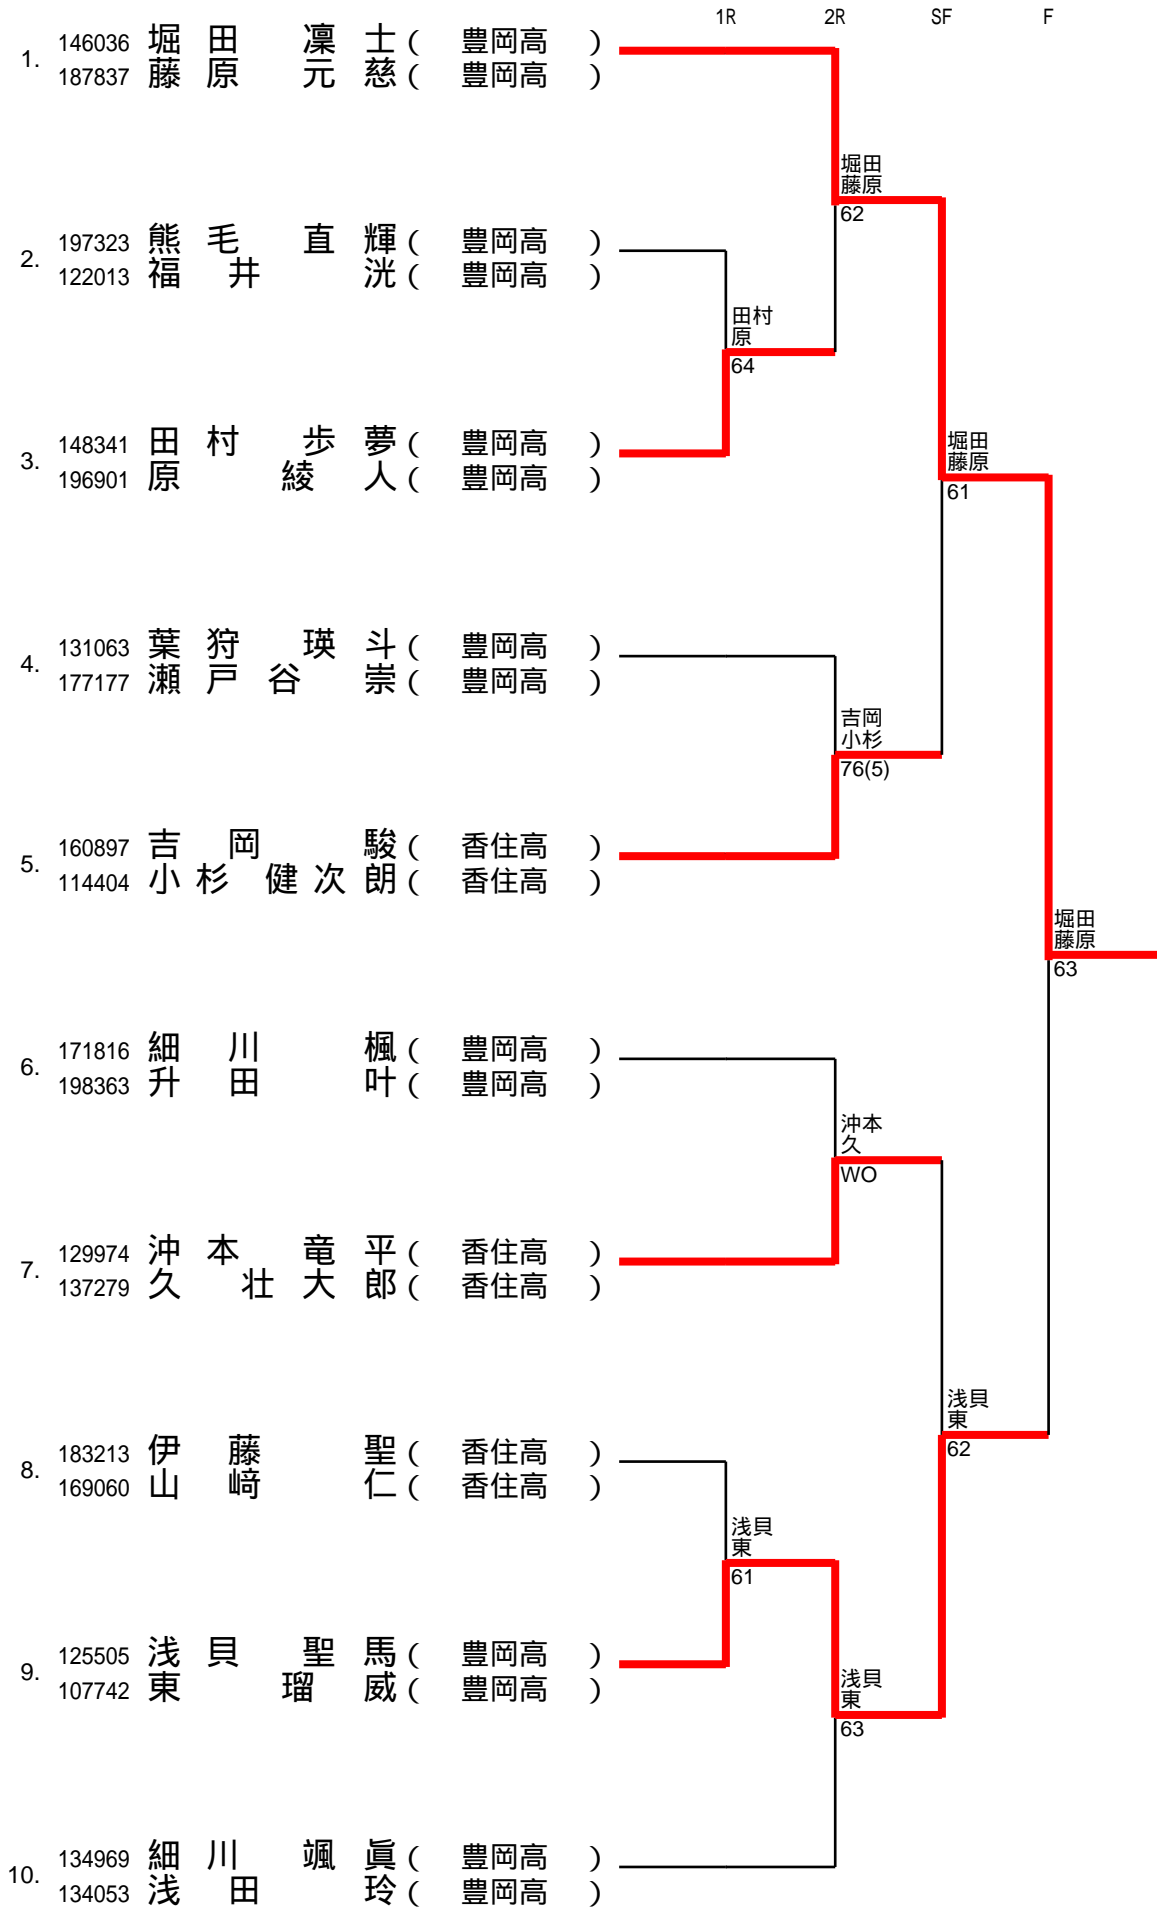 1R 2R SF F
1.
146036 堀田 凜士 ( 豊岡高 )
187837 藤原 元慈 ( 豊岡高 )
堀田
藤原
62
2.
197323 熊毛 直輝 ( 豊岡高 )
122013 福井 洸 ( 豊岡高 )
田村
原
64
3.
148341 田村 歩夢 ( 豊岡高 )
196901 原 綾人 ( 豊岡高 )
堀田
藤原
61
4.
131063 葉狩 瑛斗 ( 豊岡高 )
177177 瀬戸谷 崇 ( 豊岡高 )
吉岡
小杉
76(5)
5.
160897 吉岡 駿 ( 香住高 )
114404 小杉 健次朗 ( 香住高 )
堀田
藤原
63
6.
171816 細川 楓 ( 豊岡高 )
198363 升田 叶 ( 豊岡高 )
沖本
久
WO
7.
129974 沖本 竜平 ( 香住高 )
137279 久 壮大郎 ( 香住高 )
浅貝
東
62
8.
183213 伊藤 聖 ( 香住高 )
169060 山﨑 仁 ( 香住高 )
浅貝
東
61
9.
125505 浅貝 聖馬 ( 豊岡高 )
107742 東 瑠威 ( 豊岡高 )
浅貝
東
63
10.
134969 細川 颯眞 ( 豊岡高 )
134053 浅田 玲 ( 豊岡高 )